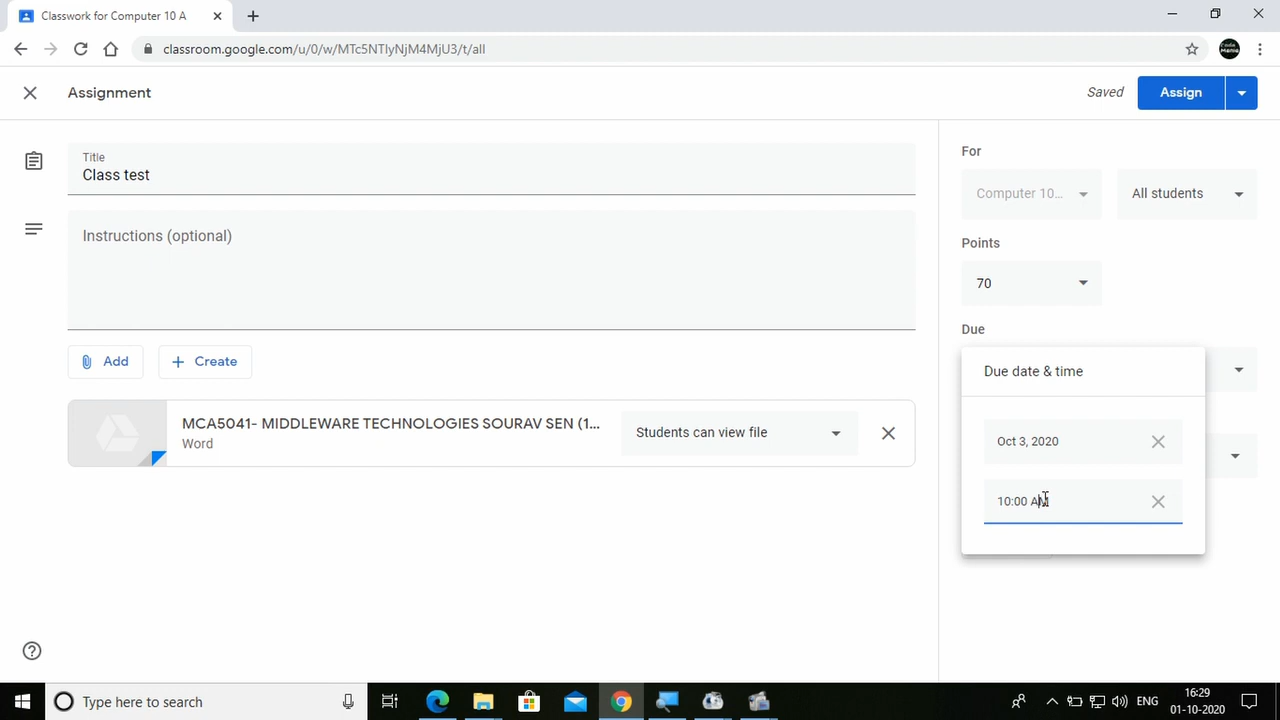 Classwork for Computer 10 A
classroom.google.com/u/0/w/MTc5NTIyNjM4MjU3/t/all
Assignment
Saved
Assign
Title
Class test
Instructions (optional)
Add
Create
MCA5041- MIDDLEWARE TECHNOLOGIES SOURAV SEN (1...
Word
Students can view file
For
Computer 10...
All students
Points
70
Due
Due date & time
Oct 3, 2020
10:00 AM
Type here to search
ENG
16:29
01-10-2020